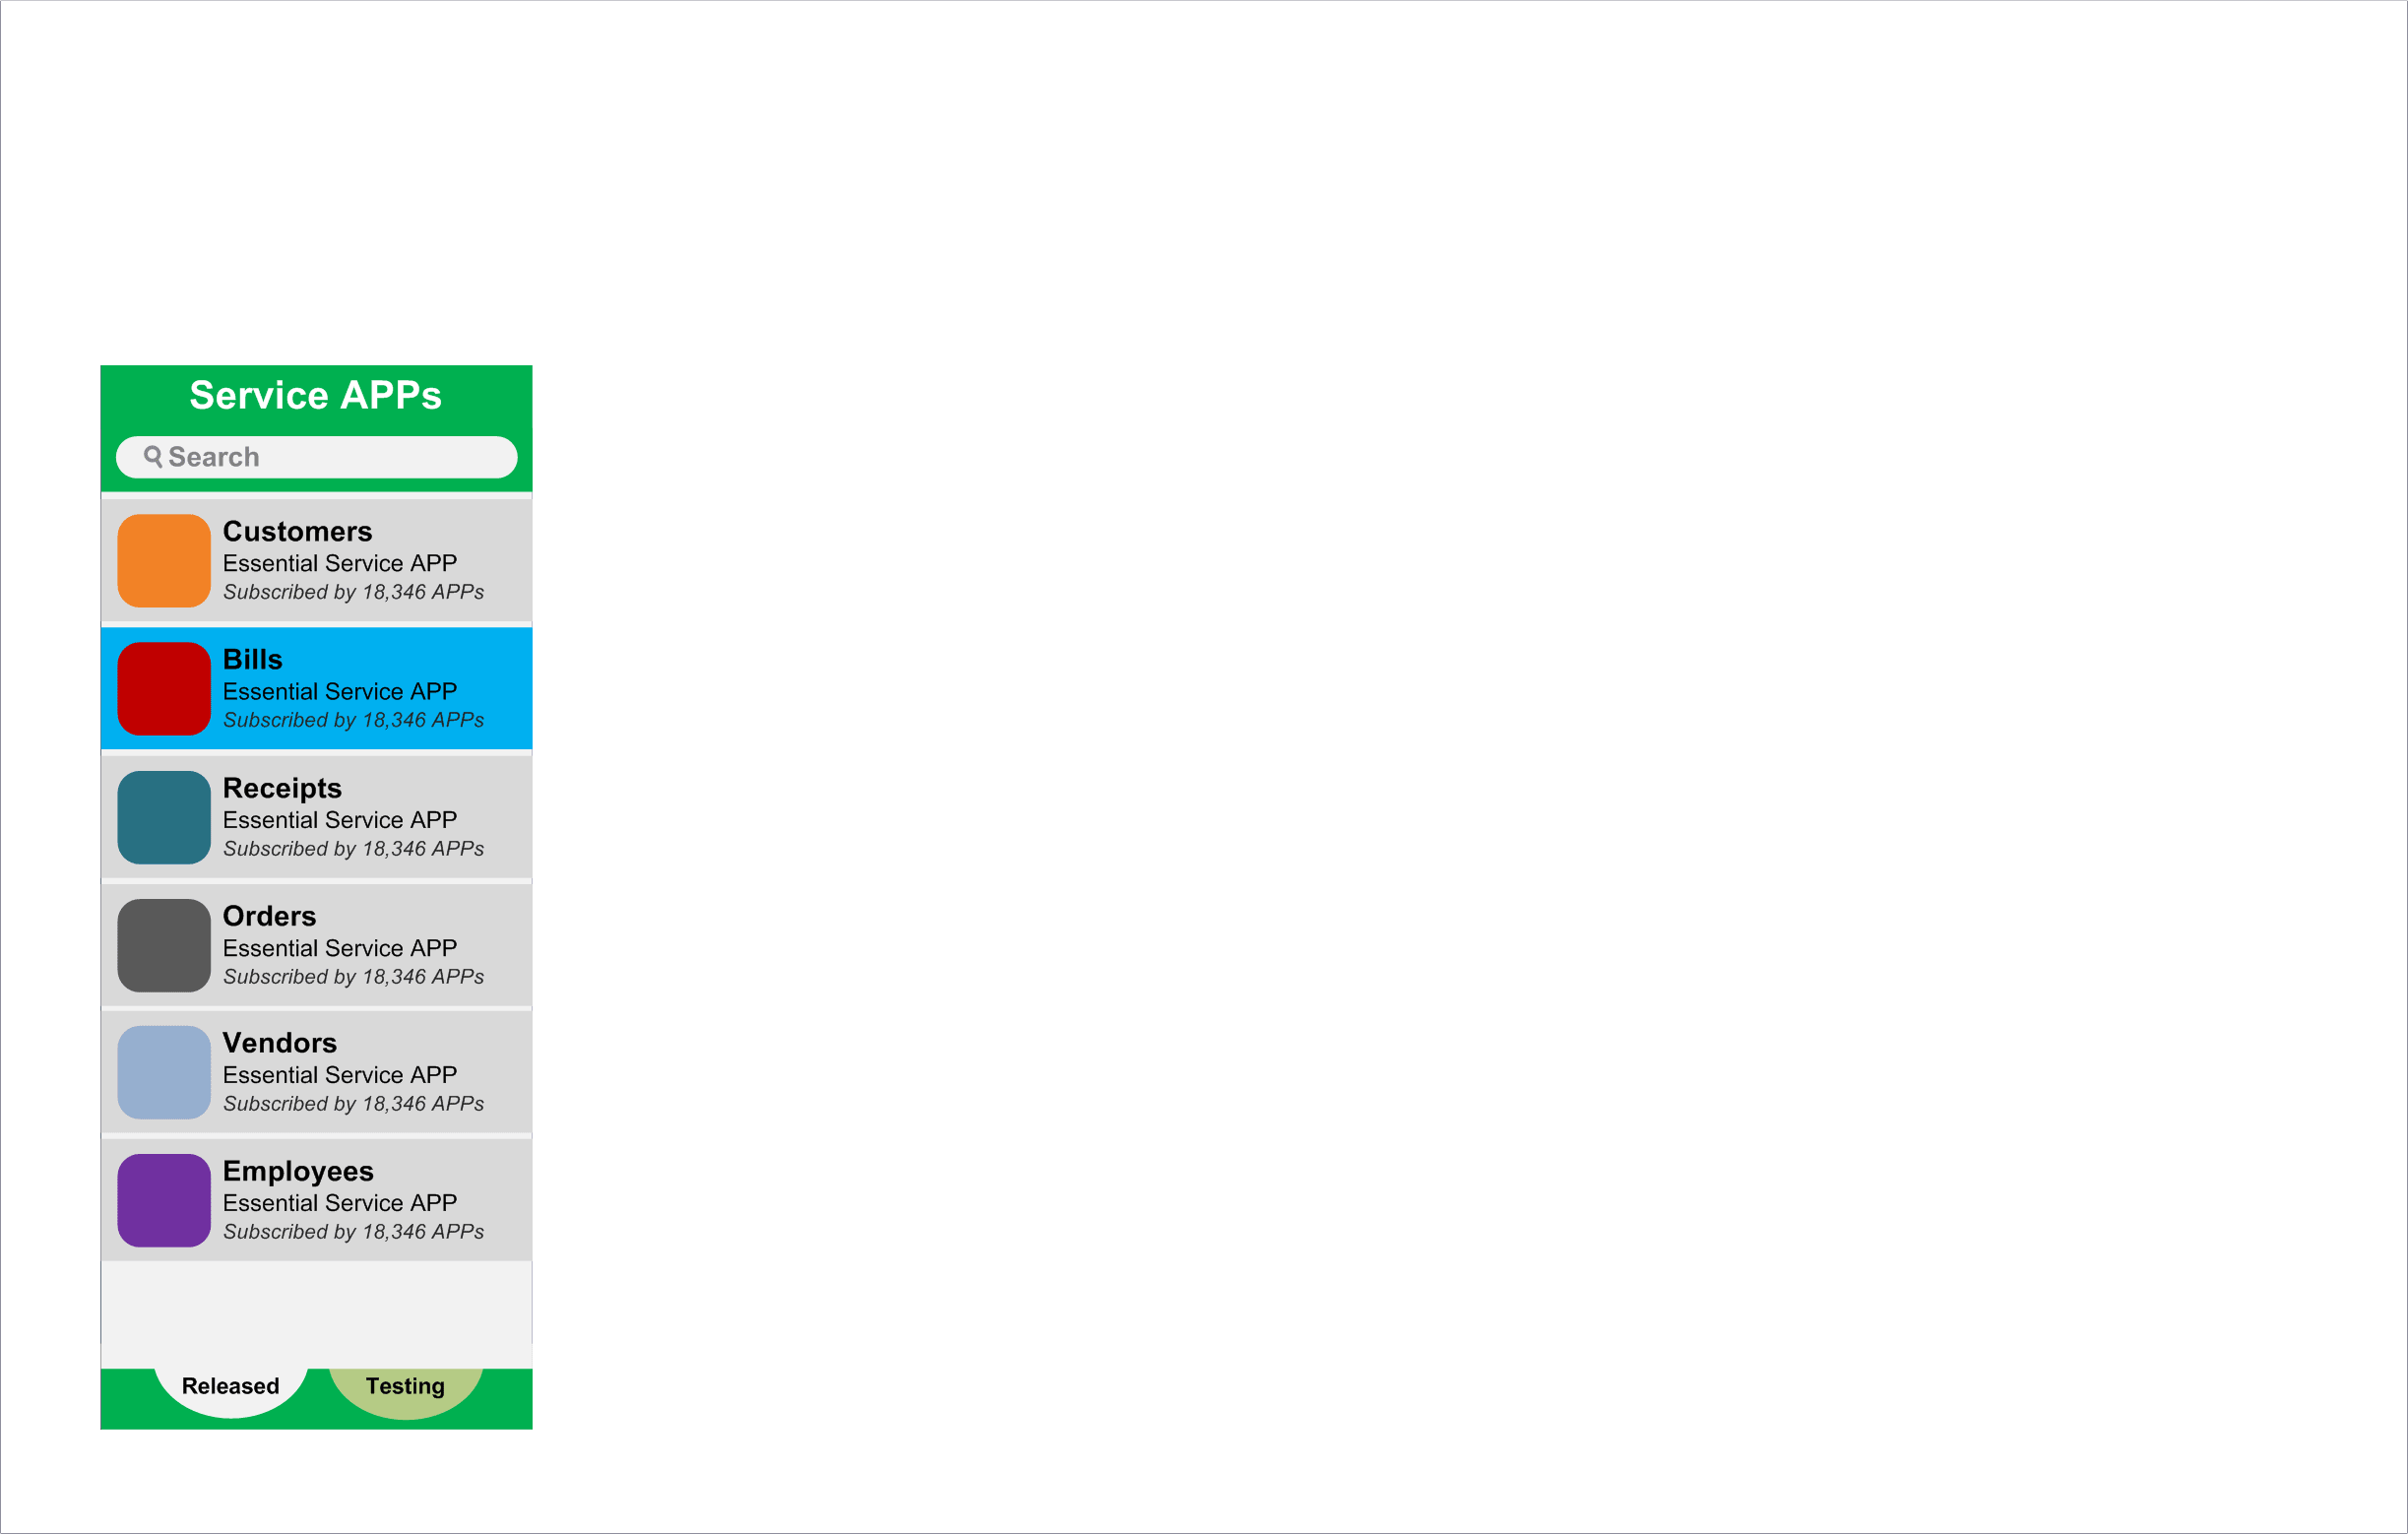 Service APPs
Search
Customers
Essential Service APP
Subscribed by 18,346 APPs
Bills
Essential Service APP
Subscribed by 18,346 APPs
Receipts
Essential Service APP
Subscribed by 18,346 APPs
Orders
Essential Service APP
Subscribed by 18,346 APPs
Vendors
Essential Service APP
Subscribed by 18,346 APPs
Employees
Essential Service APP
Subscribed by 18,346 APPs
Released Testing